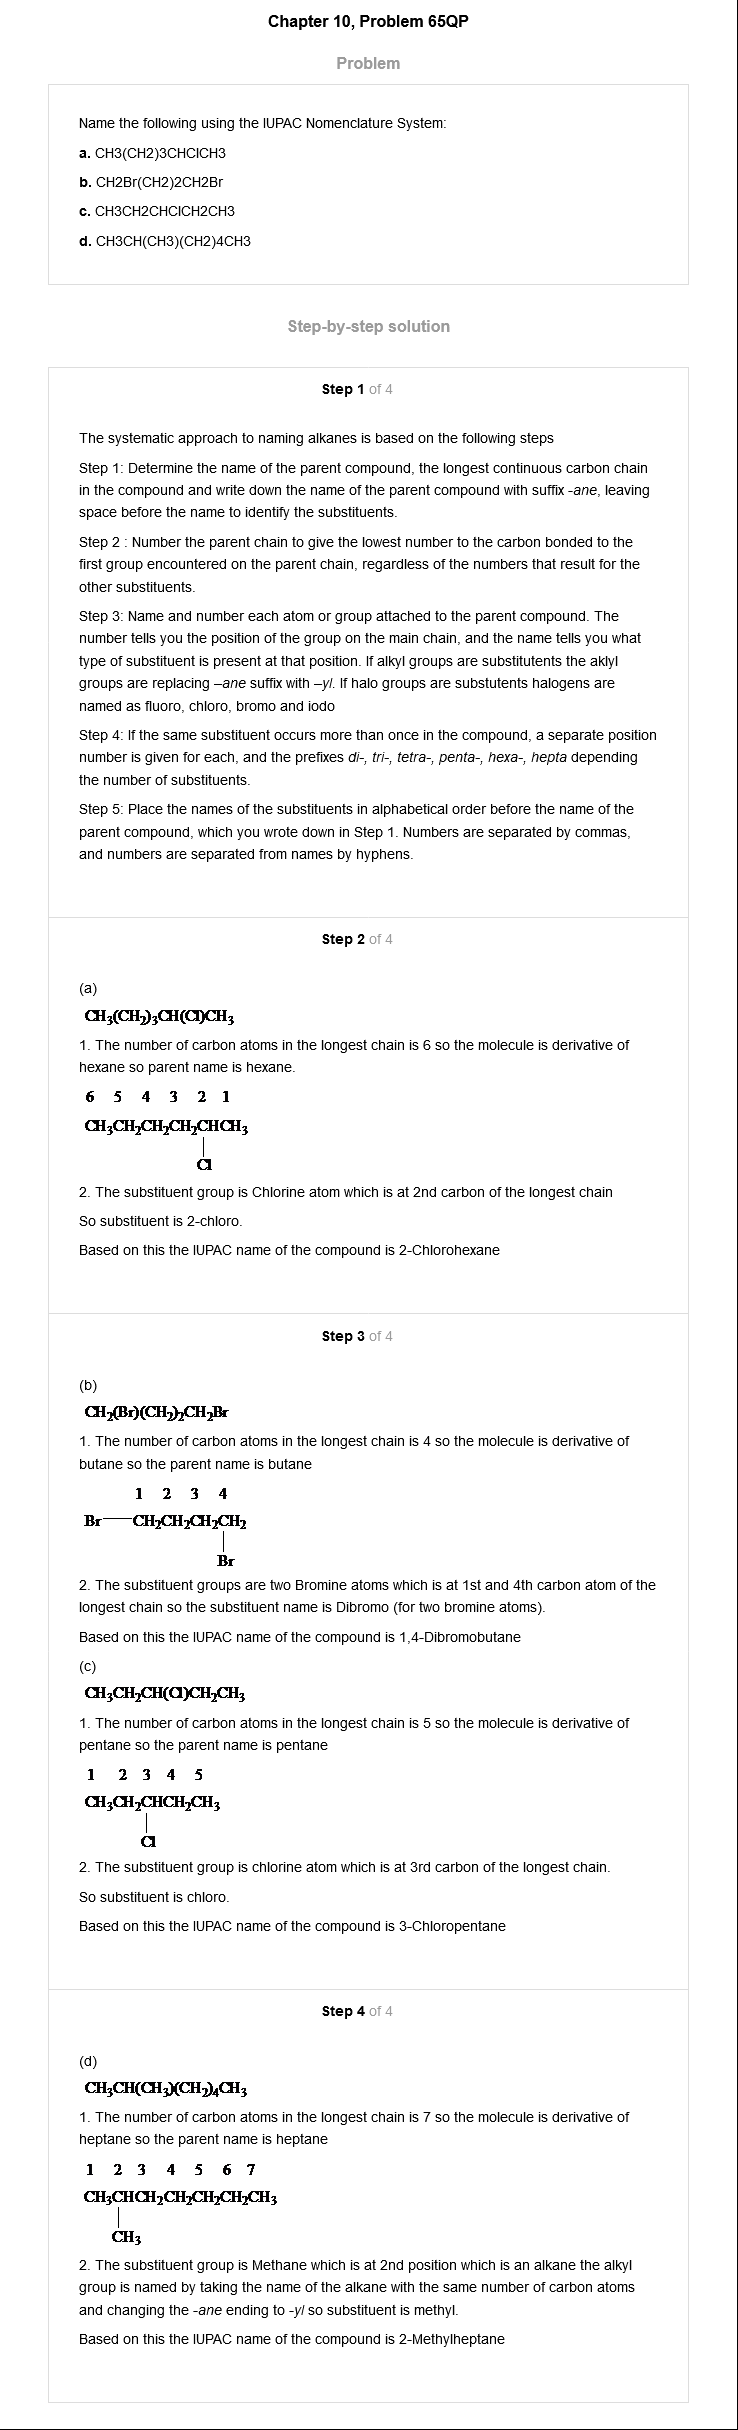 Chapter 10, Problem 65QP
Problem
Name the following using the IUPAC Nomenclature System:
a. CH3(CH2)3CHClCH3
b. CH2Br(CH2)2CH2Br
c. CH3CH2CHClCH2CH3
d. CH3CH(CH3)(CH2)4CH3
Step-by-step solution
Step 1 of 4
The systematic approach to naming alkanes is based on the following steps
Step 1: Determine the name of the parent compound, the longest continuous carbon chain
in the compound and write down the name of the parent compound with suffix -ane, leaving
space before the name to identify the substituents.
Step 2 : Number the parent chain to give the lowest number to the carbon bonded to the
first group encountered on the parent chain, regardless of the numbers that result for the
other substituents.
Step 3: Name and number each atom or group attached to the parent compound. The
number tells you the position of the group on the main chain, and the name tells you what
type of substituent is present at that position. If alkyl groups are substitutents the aklyl
groups are replacing –ane suffix with –yl. If halo groups are substutents halogens are
named as fluoro, chloro, bromo and iodo
Step 4: If the same substituent occurs more than once in the compound, a separate position
number is given for each, and the prefixes di-, tri-, tetra-, penta-, hexa-, hepta depending
the number of substituents.
Step 5: Place the names of the substituents in alphabetical order before the name of the
parent compound, which you wrote down in Step 1. Numbers are separated by commas,
and numbers are separated from names by hyphens.
Step 2 of 4
(a)
CH₃(CH₂)₃CH(Cl)CH₃
1. The number of carbon atoms in the longest chain is 6 so the molecule is derivative of
hexane so parent name is hexane.
6 5 4 3 2 1
CH₃CH₂CH₂CH₂CHCH₃
Cl
2. The substituent group is Chlorine atom which is at 2nd carbon of the longest chain
So substituent is 2-chloro.
Based on this the IUPAC name of the compound is 2-Chlorohexane
Step 3 of 4
(b)
CH₂(Br)(CH₂)₂CH₂Br
1. The number of carbon atoms in the longest chain is 4 so the molecule is derivative of
butane so the parent name is butane
1 2 3 4
Br CH₂CH₂CH₂CH₂
Br
2. The substituent groups are two Bromine atoms which is at 1st and 4th carbon atom of the
longest chain so the substituent name is Dibromo (for two bromine atoms).
Based on this the IUPAC name of the compound is 1,4-Dibromobutane
(c)
CH₃CH₂CH(Cl)CH₂CH₃
1. The number of carbon atoms in the longest chain is 5 so the molecule is derivative of
pentane so the parent name is pentane
1 2 3 4 5
CH₃CH₂CHCH₂CH₃
Cl
2. The substituent group is chlorine atom which is at 3rd carbon of the longest chain.
So substituent is chloro.
Based on this the IUPAC name of the compound is 3-Chloropentane
Step 4 of 4
(d)
CH₃CH(CH₃)(CH₂)₄CH₃
1. The number of carbon atoms in the longest chain is 7 so the molecule is derivative of
heptane so the parent name is heptane
1 2 3 4 5 6 7
CH₃CHCH₂CH₂CH₂CH₂CH₃
CH₃
2. The substituent group is Methane which is at 2nd position which is an alkane the alkyl
group is named by taking the name of the alkane with the same number of carbon atoms
and changing the -ane ending to -yl so substituent is methyl.
Based on this the IUPAC name of the compound is 2-Methylheptane